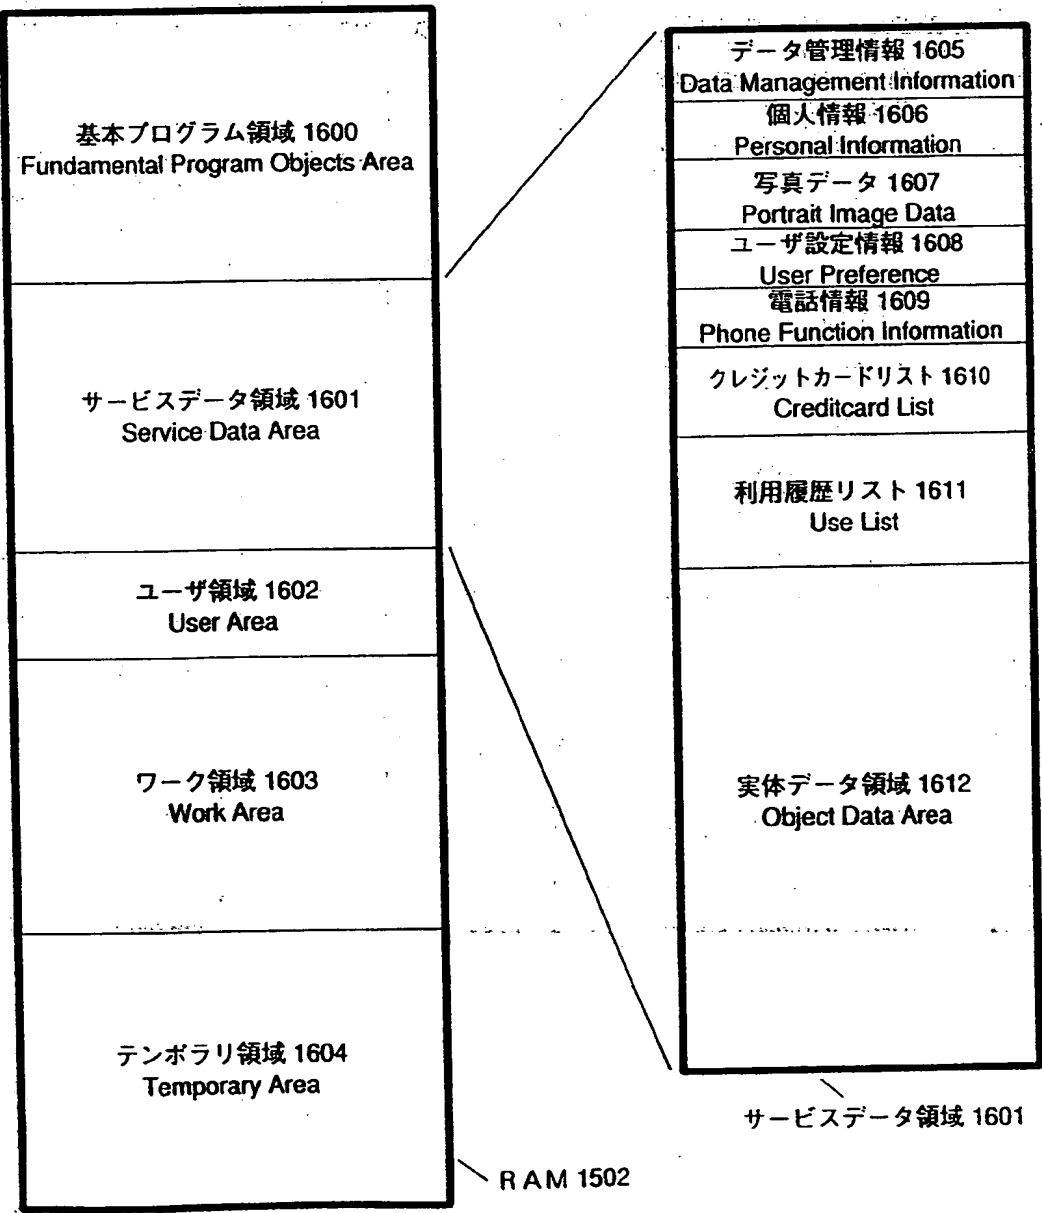 基本プログラム領域 1600
Fundamental Program Objects Area
サービスデータ領域 1601
Service Data Area
ユーザ領域 1602
User Area
ワーク領域 1603
Work Area
テンポラリ領域 1604
Temporary Area
RAM 1502
データ管理情報 1605
Data Management Information
個人情報 1606
Personal Information
写真データ 1607
Portrait Image Data
ユーザ設定情報 1608
User Preference
電話情報 1609
Phone Function Information
クレジットカードリスト 1610
Creditcard List
利用履歴リスト 1611
Use List
実体データ領域 1612
Object Data Area
サービスデータ領域 1601